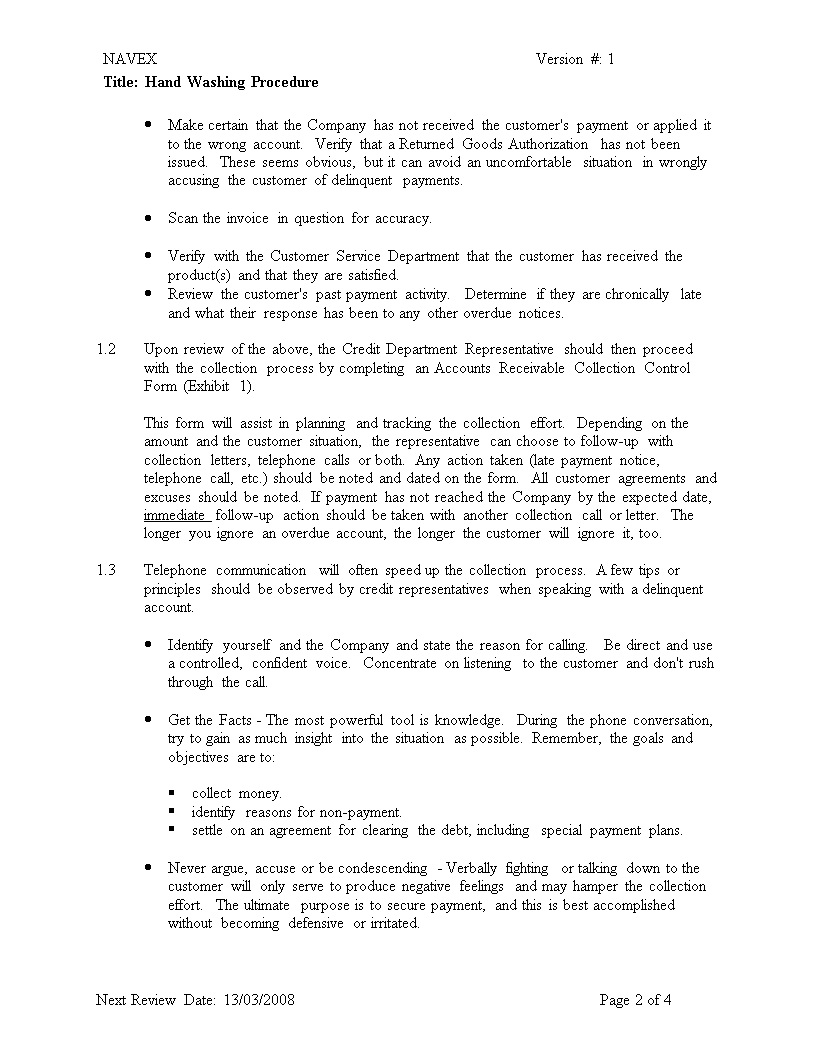 NAVEX Version #: 1
Title: Hand Washing Procedure
• Make certain that the Company has not received the customer's payment or applied it
to the wrong account. Verify that a Returned Goods Authorization has not been
issued. These seems obvious, but it can avoid an uncomfortable situation in wrongly
accusing the customer of delinquent payments.
• Scan the invoice in question for accuracy.
• Verify with the Customer Service Department that the customer has received the
product(s) and that they are satisfied.
• Review the customer's past payment activity. Determine if they are chronically late
and what their response has been to any other overdue notices.
1.2 Upon review of the above, the Credit Department Representative should then proceed
with the collection process by completing an Accounts Receivable Collection Control
Form (Exhibit 1).
This form will assist in planning and tracking the collection effort. Depending on the
amount and the customer situation, the representative can choose to follow-up with
collection letters, telephone calls or both. Any action taken (late payment notice,
telephone call, etc.) should be noted and dated on the form. All customer agreements and
excuses should be noted. If payment has not reached the Company by the expected date,
immediate follow-up action should be taken with another collection call or letter. The
longer you ignore an overdue account, the longer the customer will ignore it, too.
1.3 Telephone communication will often speed up the collection process. A few tips or
principles should be observed by credit representatives when speaking with a delinquent
account.
• Identify yourself and the Company and state the reason for calling. Be direct and use
a controlled, confident voice. Concentrate on listening to the customer and don't rush
through the call.
• Get the Facts - The most powerful tool is knowledge. During the phone conversation,
try to gain as much insight into the situation as possible. Remember, the goals and
objectives are to:
▪ collect money.
▪ identify reasons for non-payment.
▪ settle on an agreement for clearing the debt, including special payment plans.
• Never argue, accuse or be condescending - Verbally fighting or talking down to the
customer will only serve to produce negative feelings and may hamper the collection
effort. The ultimate purpose is to secure payment, and this is best accomplished
without becoming defensive or irritated.
Next Review Date: 13/03/2008 Page 2 of 4